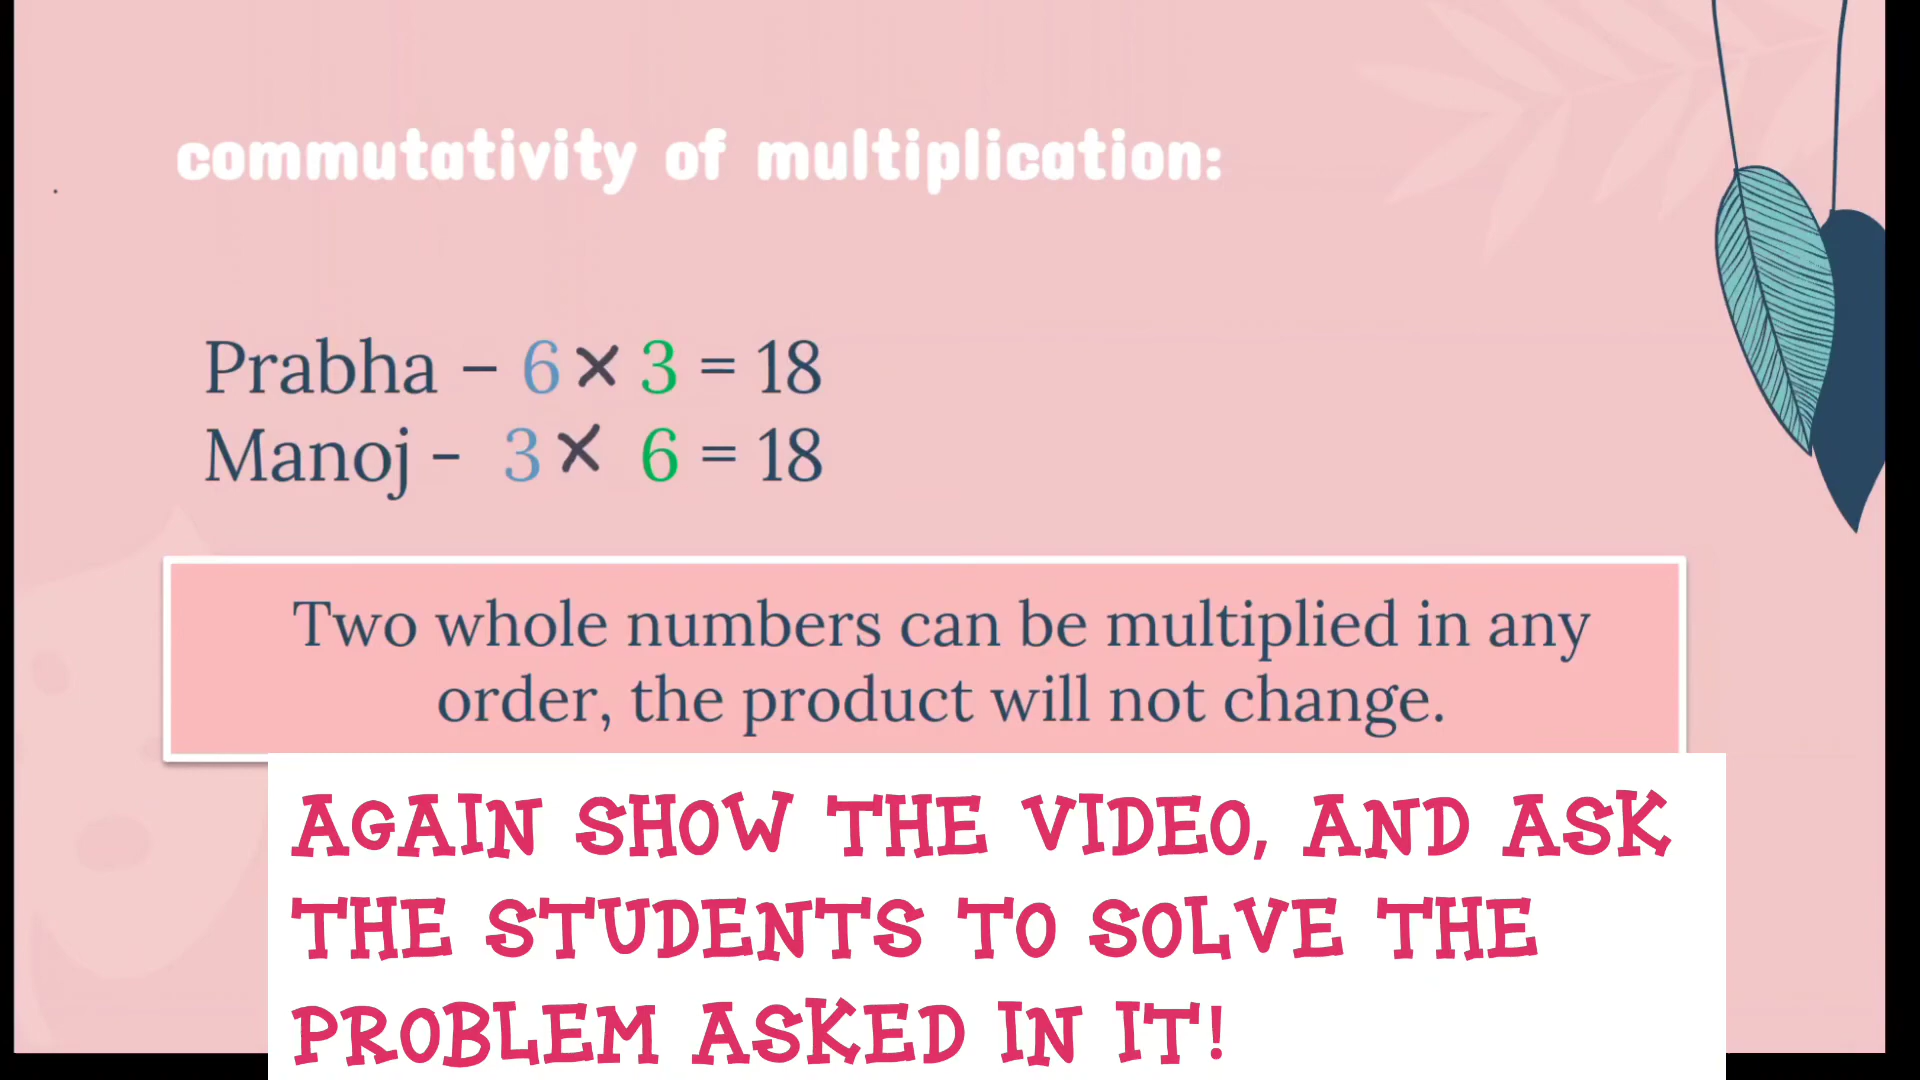 commutativity of multiplication:
Prabha – 6 × 3 = 18
Manoj - 3 × 6 = 18
Two whole numbers can be multiplied in any
order, the product will not change.
AGAIN SHOW THE VIDEO, AND ASK
THE STUDENTS TO SOLVE THE
PROBLEM ASKED IN IT!